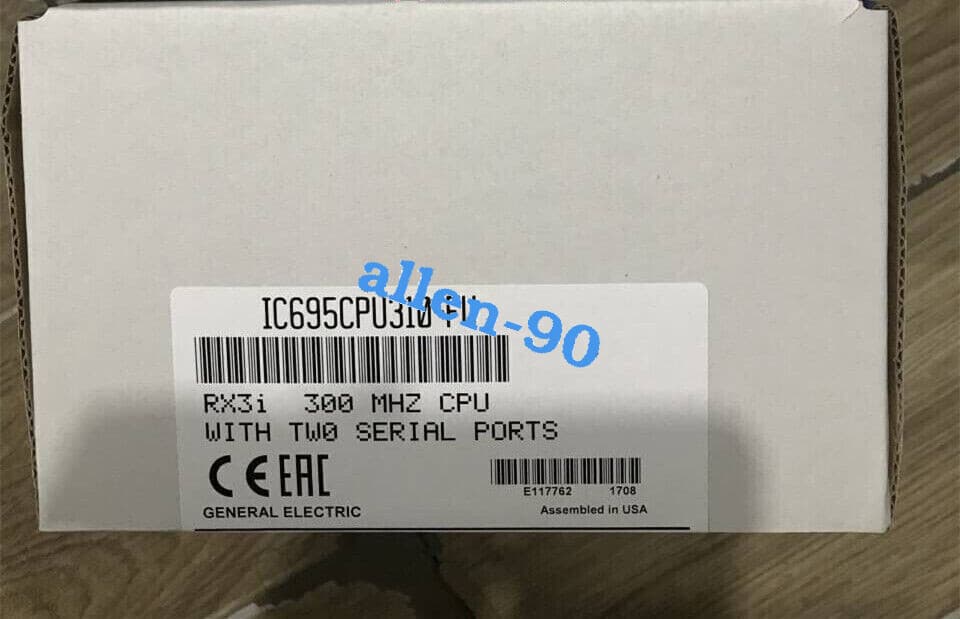 allen-90
IC695CPU310
RX3i 300 MHZ CPU
WITH TW0 SERIAL PORTS
CE EAC
E117762 1708
GENERAL ELECTRIC
Assembled in USA